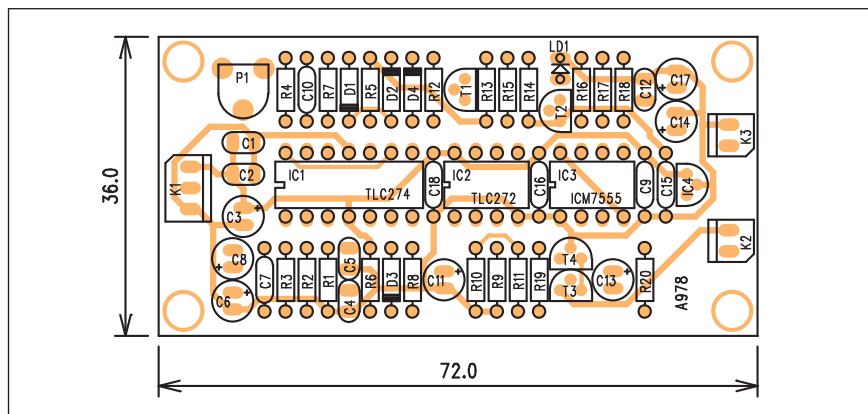 LD1
P1
R4
C10
R7
D1
R5
D2
D4
R12
T1
R13
R15
R14
T2
R16
R17
R18
C12
C17
+
C14
+
K3
C1
C2
K1
C3
+
IC1
TLC274
C18
IC2
TLC272
C16
IC3
ICM7555
C9
C15
IC4
K2
36.0
C8
+
C6
+
C7
R3
R2
R1
C5
C4
R6
D3
R8
C11
+
R10
R9
R11
R19
T4
T3
C13
+
R20
A978
72.0